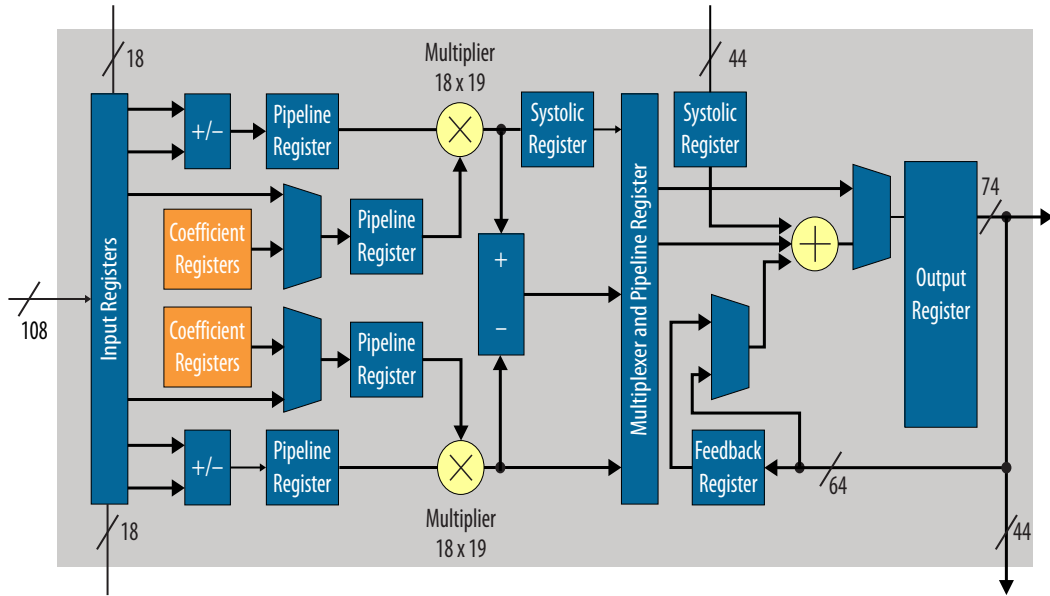 18
44
Multiplier
18 x 19
+/−
Pipeline
Register
×
Systolic
Register
Systolic
Register
Input Registers
Coefficient
Registers
Pipeline
Register
+
−
Multiplexer and Pipeline Register
+
74
Output
Register
108
Coefficient
Registers
Pipeline
Register
+/−
Pipeline
Register
×
Feedback
Register
64
18
Multiplier
18 x 19
44